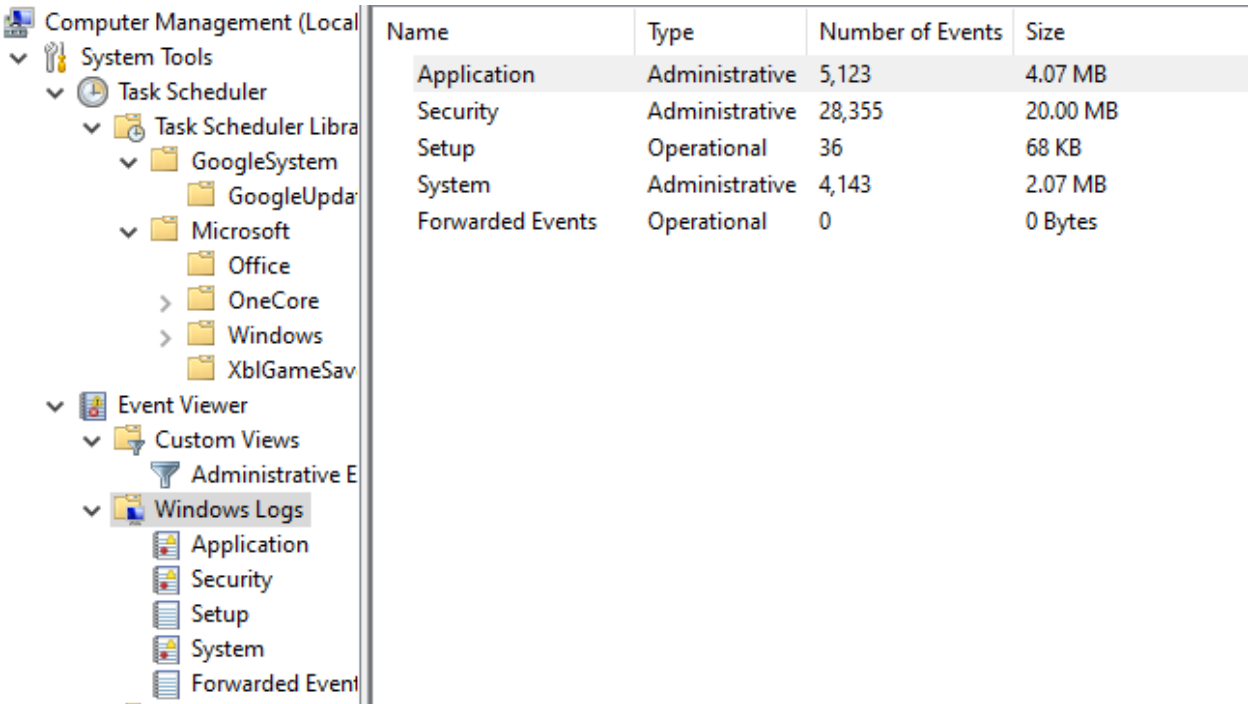 Computer Management (Local
System Tools
Task Scheduler
Task Scheduler Libra
GoogleSystem
GoogleUpda
Microsoft
Office
OneCore
Windows
XblGameSav
Event Viewer
Custom Views
Administrative E
Windows Logs
Application
Security
Setup
System
Forwarded Event
Name Type Number of Events Size
Application Administrative 5,123 4.07 MB
Security Administrative 28,355 20.00 MB
Setup Operational 36 68 KB
System Administrative 4,143 2.07 MB
Forwarded Events Operational 0 0 Bytes